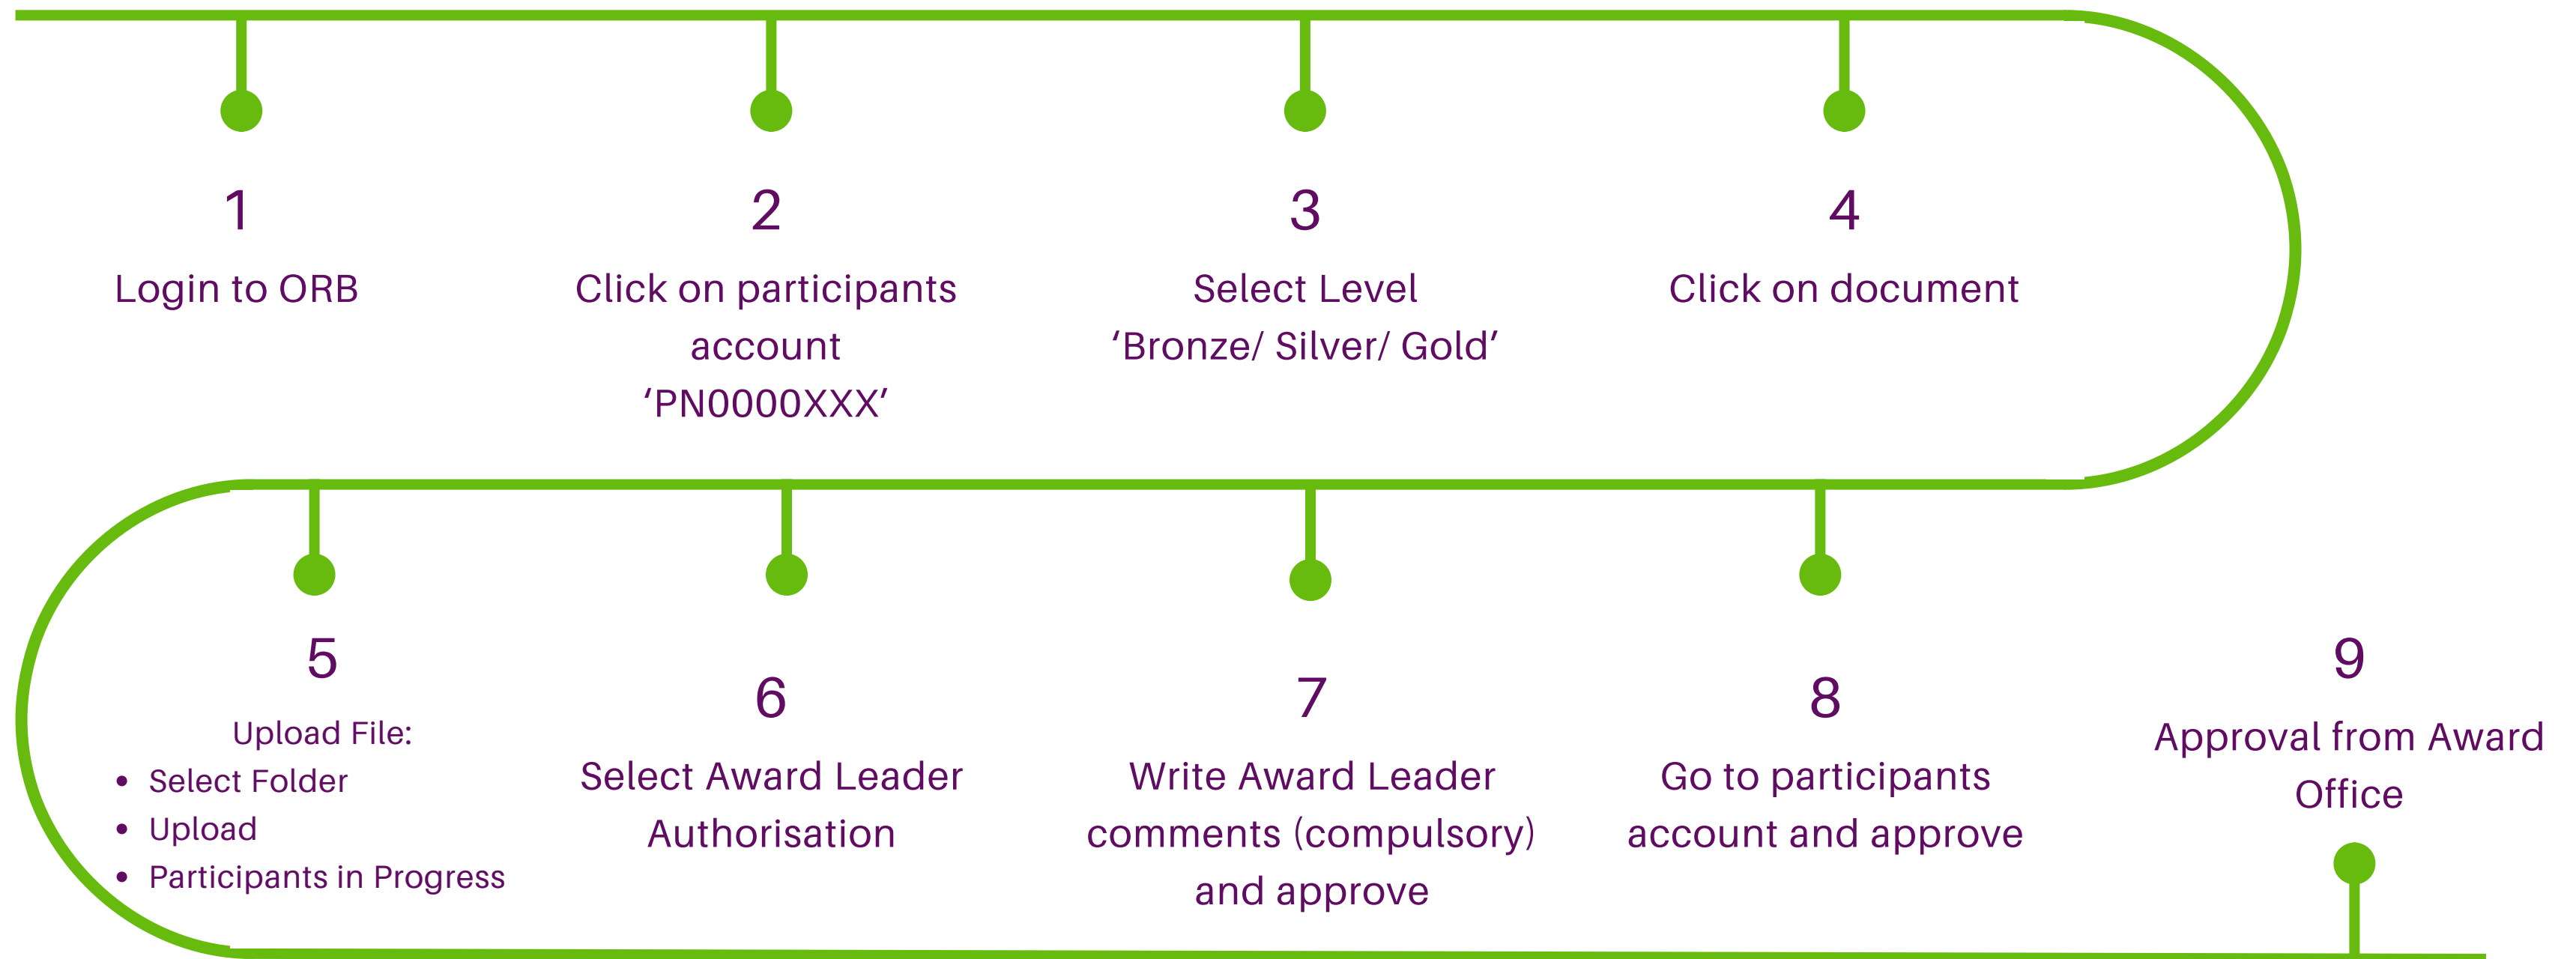 1
Login to ORB
2
Click on participants
account
‘PN0000XXX’
3
Select Level
‘Bronze/ Silver/ Gold’
4
Click on document
5
Upload File:
• Select Folder
• Upload
• Participants in Progress
6
Select Award Leader
Authorisation
7
Write Award Leader
comments (compulsory)
and approve
8
Go to participants
account and approve
9
Approval from Award
Office